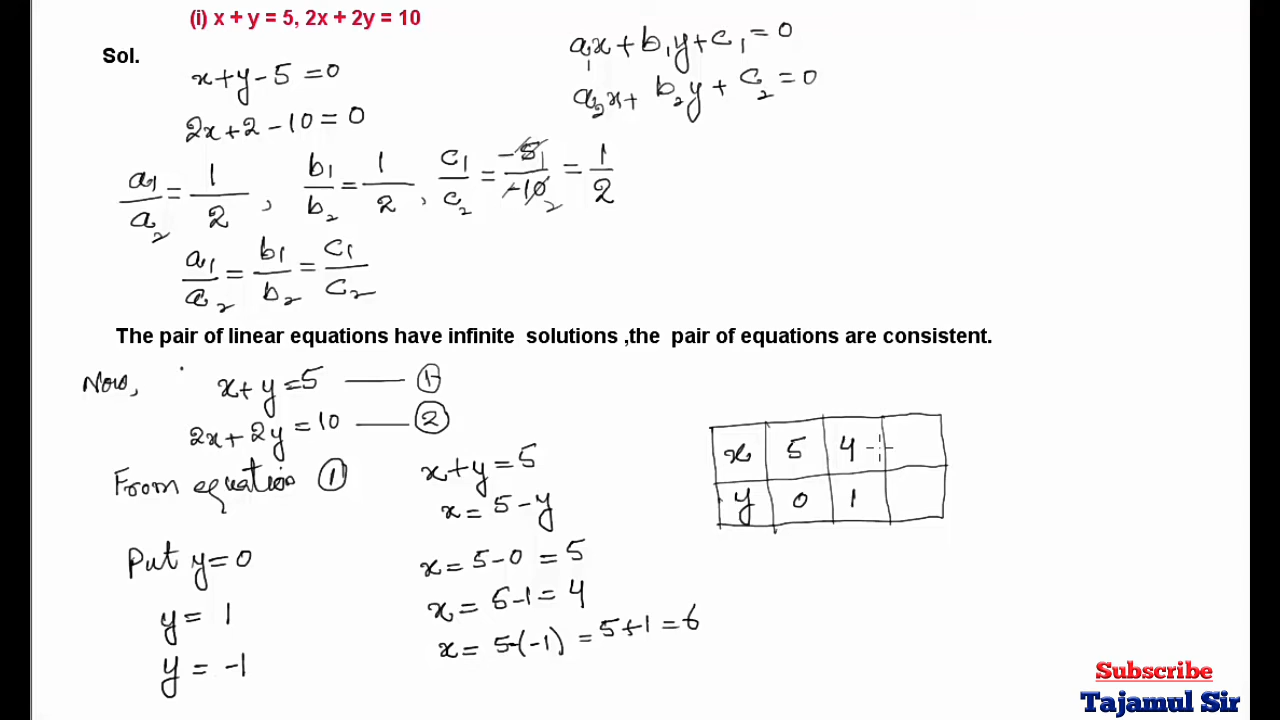 (i) x + y = 5, 2x + 2y = 10
Sol.
a₁x + b₁y + c₁ = 0
x + y - 5 = 0
a₂x + b₂y + c₂ = 0
2x + 2 - 10 = 0
a₁/a₂ = 1/2 , b₁/b₂ = 1/2 , c₁/c₂ = -5 1/-10 2 = 1/2
a₁/a₂ = b₁/b₂ = c₁/c₂
The pair of linear equations have infinite solutions ,the pair of equations are consistent.
Now, x + y = 5 —— ①
2x + 2y = 10 —— ②
From equation ① x + y = 5
x = 5 - y
x 5 4
y 0 1
Put y = 0 x = 5 - 0 = 5
y = 1 x = 5 - 1 = 4
y = -1 x = 5 - (-1) = 5 + 1 = 6
Subscribe
Tajamul Sir